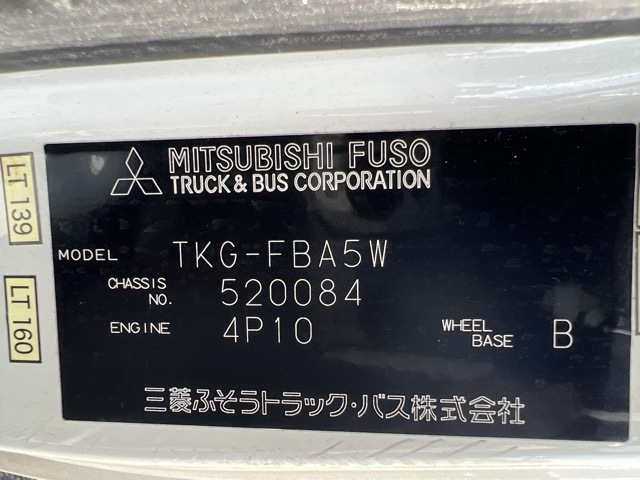 MITSUBISHI FUSO
TRUCK & BUS CORPORATION
MODEL TKG-FBA5W
CHASSIS NO. 520084
ENGINE 4P10
WHEEL BASE B
三菱ふそうトラック・バス株式会社
LT 139
LT 160